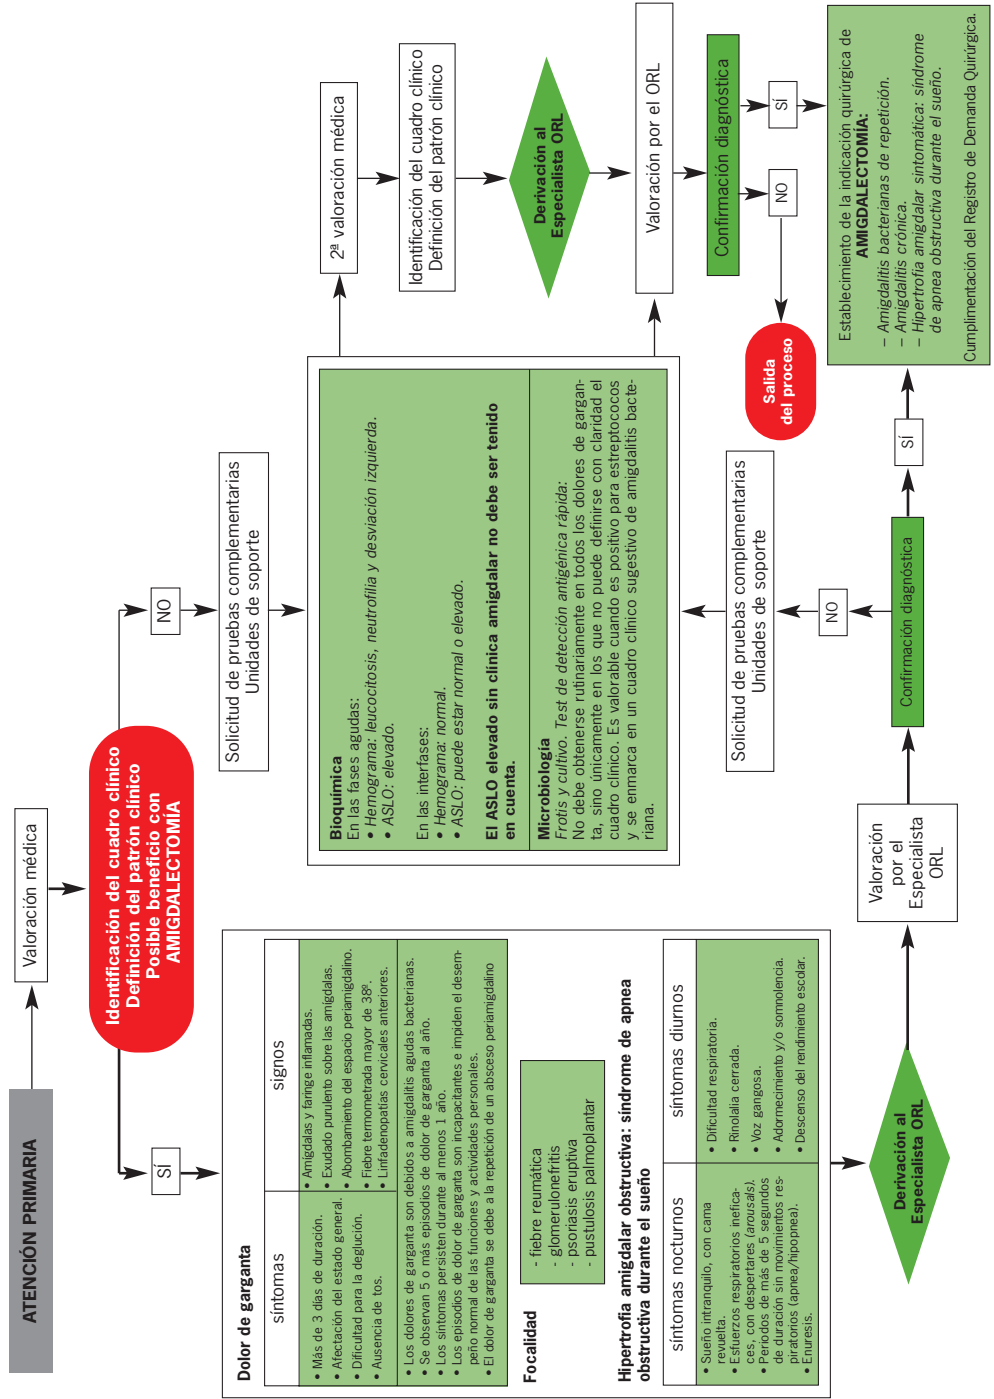 ATENCIÓN PRIMARIA
Valoración médica
Identificación del cuadro clínico
Definición del patrón clínico
Posible beneficio con
AMIGDALECTOMÍA
SÍ
NO
Dolor de garganta
síntomas
signos
• Más de 3 días de duración.
• Afectación del estado general.
• Dificultad para la deglución.
• Ausencia de tos.
• Amígdalas y faringe inflamadas.
• Exudado purulento sobre las amígdalas.
• Abombamiento del espacio periamigdalino.
• Fiebre termometrada mayor de 38º.
• Linfadenopatías cervicales anteriores.
• Los dolores de garganta son debidos a amigdalitis agudas bacterianas.
• Se observan 5 o más episodios de dolor de garganta al año.
• Los síntomas persisten durante al menos 1 año.
• Los episodios de dolor de garganta son incapacitantes e impiden el desem-
peño normal de las funciones y actividades personales.
• El dolor de garganta se debe a la repetición de un absceso periamigdalino
Focalidad
- fiebre reumática
- glomerulonefritis
- psoriasis eruptiva
- pustulosis palmoplantar
Hipertrofia amigdalar obstructiva: síndrome de apnea
obstructiva durante el sueño
síntomas nocturnos
síntomas diurnos
• Sueño intranquilo, con cama
revuelta.
• Esfuerzos respiratorios inefica-
ces, con despertares (arousals).
• Periodos de más de 5 segundos
de duración sin movimientos res-
piratorios (apnea/hipopnea).
• Enuresis.
• Dificultad respiratoria.
• Rinolalia cerrada.
• Voz gangosa.
• Adormecimiento y/o somnolencia.
• Descenso del rendimiento escolar.
Derivación al
Especialista ORL
Valoración
por el
Especialista
ORL
Confirmación diagnóstica
NO
SÍ
Solicitud de pruebas complementarias
Unidades de soporte
Solicitud de pruebas complementarias
Unidades de soporte
Bioquímica
En las fases agudas:
• Hemograma: leucocitosis, neutrofilia y desviación izquierda.
• ASLO: elevado.
En las interfases:
• Hemograma: normal.
• ASLO: puede estar normal o elevado.
El ASLO elevado sin clínica amigdalar no debe ser tenido
en cuenta.
Microbiología
Frotis y cultivo. Test de detección antigénica rápida:
No debe obtenerse rutinariamente en todos los dolores de gargan-
ta, sino únicamente en los que no puede definirse con claridad el
cuadro clínico. Es valorable cuando es positivo para estreptococos
y se enmarca en un cuadro clínico sugestivo de amigdalitis bacte-
riana.
2ª valoración médica
Identificación del cuadro clínico
Definición del patrón clínico
Derivación al
Especialista ORL
Valoración por el ORL
Confirmación diagnóstica
NO
SÍ
Salida
del proceso
Establecimiento de la indicación quirúrgica de
AMIGDALECTOMÍA:
– Amigdalitis bacterianas de repetición.
– Amigdalitis crónica.
– Hipertrofia amigdalar sintomática: síndrome
de apnea obstructiva durante el sueño.
Cumplimentación del Registro de Demanda Quirúrgica.